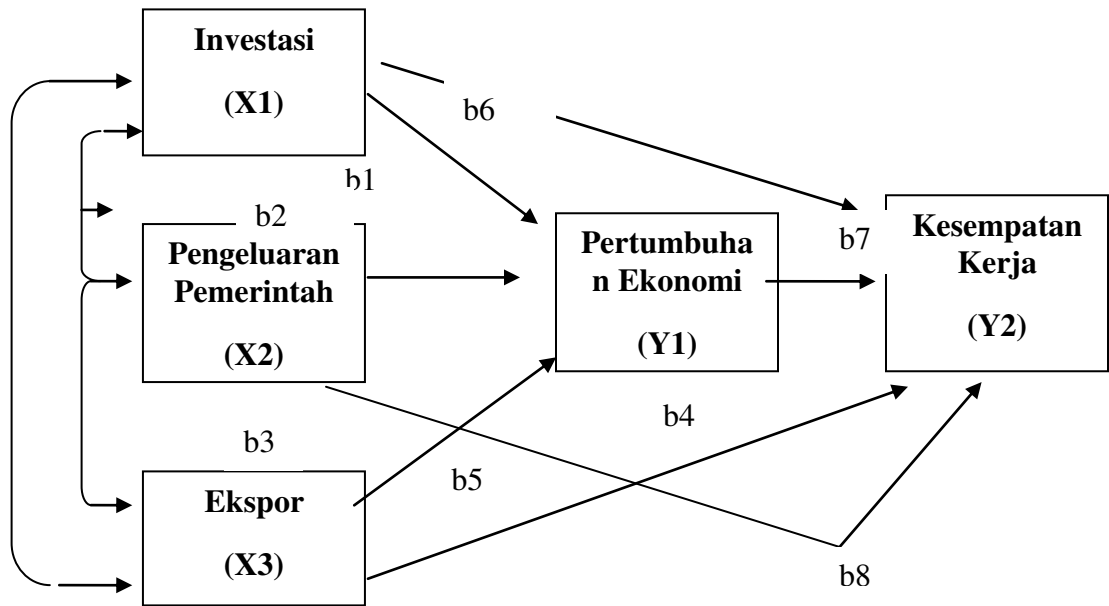 Investasi
(X1)
b6
b1
b2
Pengeluaran
Pemerintah
(X2)
Pertumbuha
n Ekonomi
(Y1)
b7
Kesempatan
Kerja
(Y2)
b4
b3
b5
Ekspor
(X3)
b8